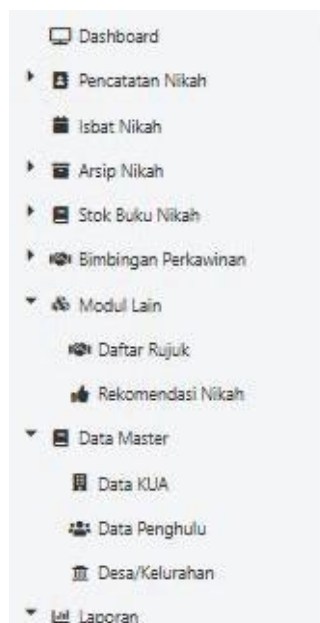 Dashboard
Pencatatan Nikah
Isbat Nikah
Arsip Nikah
Stok Buku Nikah
Bimbingan Perkawinan
Modul Lain
Daftar Rujuk
Rekomendasi Nikah
Data Master
Data KUA
Data Penghulu
Desa/Kelurahan
Laporan